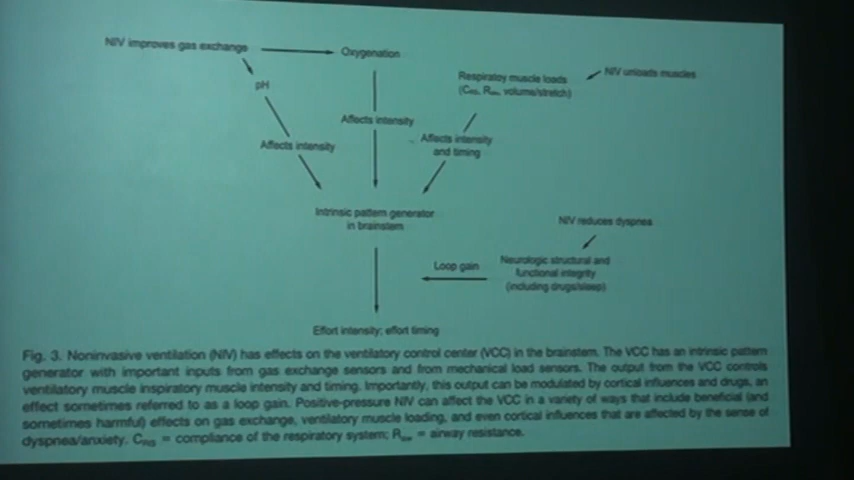 NIV improves gas exchange
Oxygenation
pH
Respiratoy muscle loads
(CRS, Raw, volume/stretch)
NIV unloads muscles
Affects intensity
Affects intensity
Affects intensity
and timing
Intrinsic pattern generator
in brainstem
NIV reduces dyspnea
Loop gain
Neurologic structural and
functional integrity
(including drugs/sleep)
Effort intensity; effort timing
Fig. 3. Noninvasive ventilation (NIV) has effects on the ventilatory control center (VCC) in the brainstem. The VCC has an intrinsic pattern
generator with important inputs from gas exchange sensors and from mechanical load sensors. The output from the VCC controls
ventilatory muscle inspiratory muscle intensity and timing. Importantly, this output can be modulated by cortical influences and drugs, an
effect sometimes referred to as a loop gain. Positive-pressure NIV can affect the VCC in a variety of ways that include beneficial (and
sometimes harmful) effects on gas exchange, ventilatory muscle loading, and even cortical influences that are affected by the sense of
dyspnea/anxiety. CRS = compliance of the respiratory system; Raw = airway resistance.